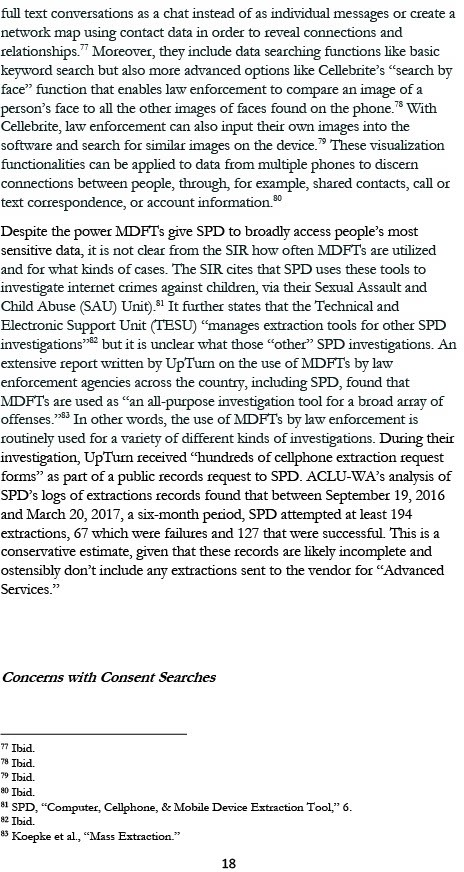 full text conversations as a chat instead of as individual messages or create a
network map using contact data in order to reveal connections and
relationships.77 Moreover, they include data searching functions like basic
keyword search but also more advanced options like Cellebrite’s “search by
face” function that enables law enforcement to compare an image of a
person’s face to all the other images of faces found on the phone.78 With
Cellebrite, law enforcement can also input their own images into the
software and search for similar images on the device.79 These visualization
functionalities can be applied to data from multiple phones to discern
connections between people, through, for example, shared contacts, call or
text correspondence, or account information.80
Despite the power MDFTs give SPD to broadly access people’s most
sensitive data, it is not clear from the SIR how often MDFTs are utilized
and for what kinds of cases. The SIR cites that SPD uses these tools to
investigate internet crimes against children, via their Sexual Assault and
Child Abuse (SAU) Unit).81 It further states that the Technical and
Electronic Support Unit (TESU) “manages extraction tools for other SPD
investigations”82 but it is unclear what those “other” SPD investigations. An
extensive report written by UpTurn on the use of MDFTs by law
enforcement agencies across the country, including SPD, found that
MDFTs are used as “an all-purpose investigation tool for a broad array of
offenses.”83 In other words, the use of MDFTs by law enforcement is
routinely used for a variety of different kinds of investigations. During their
investigation, UpTurn received “hundreds of cellphone extraction request
forms” as part of a public records request to SPD. ACLU-WA’s analysis of
SPD’s logs of extractions records found that between September 19, 2016
and March 20, 2017, a six-month period, SPD attempted at least 194
extractions, 67 which were failures and 127 that were successful. This is a
conservative estimate, given that these records are likely incomplete and
ostensibly don’t include any extractions sent to the vendor for “Advanced
Services.”
Concerns with Consent Searches
77 Ibid.
78 Ibid.
79 Ibid.
80 Ibid.
81 SPD, “Computer, Cellphone, & Mobile Device Extraction Tool,” 6.
82 Ibid.
83 Koepke et al., “Mass Extraction.”
18